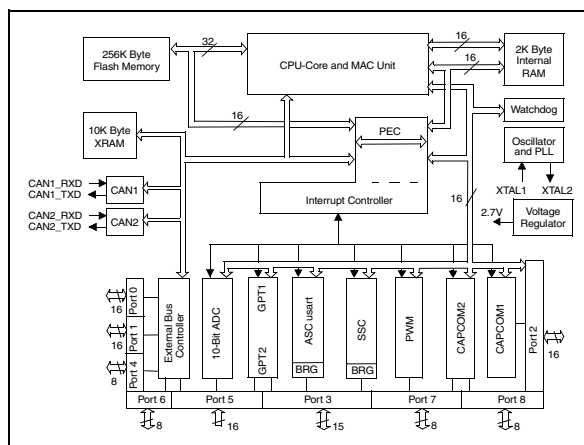 32
16
256K Byte
Flash Memory
CPU-Core and MAC Unit
2K Byte
Internal
RAM
16
16
PEC
Watchdog
10K Byte
XRAM
Oscillator
and PLL
CAN1_RXD
CAN1_TXD
CAN1
16
XTAL1
XTAL2
CAN2_RXD
CAN2_TXD
CAN2
Interrupt Controller
2.7V
Voltage
Regulator
Port 0
16
Port 1
16
Port 4
8
External Bus
Controller
10-Bit ADC
GPT1
GPT2
ASC usart
BRG
SSC
BRG
PWM
CAPCOM2
CAPCOM1
Port 2
16
Port 6
Port 5
Port 3
Port 7
Port 8
8
16
15
8
8